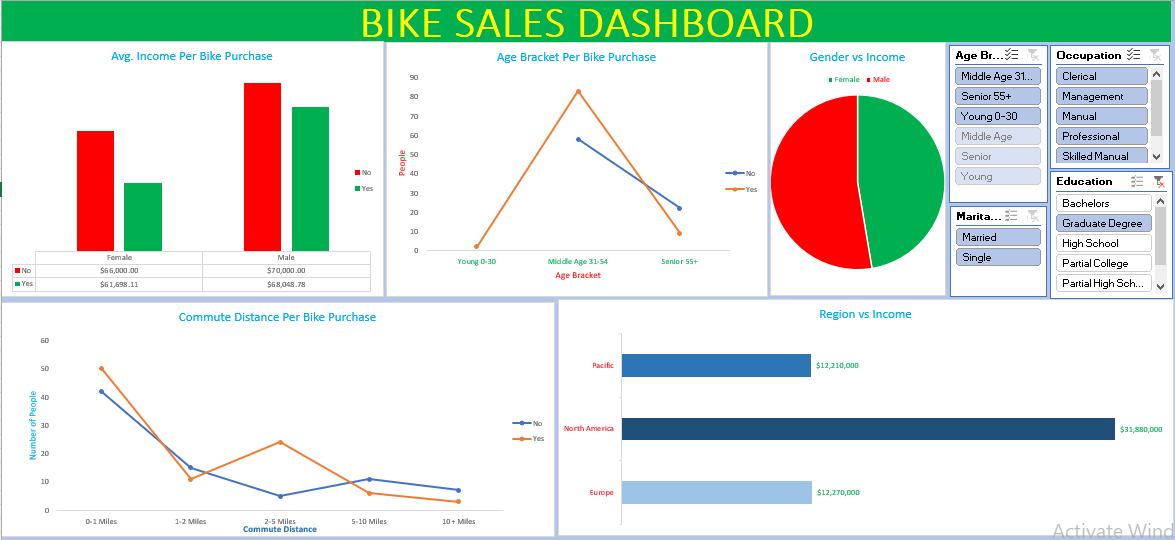 BIKE SALES DASHBOARD
Avg. Income Per Bike Purchase
No
Yes
Female Male
No $66,000.00 $70,000.00
Yes $61,698.11 $68,048.78
Age Bracket Per Bike Purchase
90
80
70
60
50
40
30
20
10
0
People
Young 0-30 Middle Age 31-54 Senior 55+
Age Bracket
No
Yes
Gender vs Income
Female Male
Age Br...
Middle Age 31...
Senior 55+
Young 0-30
Middle Age
Senior
Young
Marita...
Married
Single
Occupation
Clerical
Management
Manual
Professional
Skilled Manual
Education
Bachelors
Graduate Degree
High School
Partial College
Partial High Sch...
Commute Distance Per Bike Purchase
60
50
40
30
20
10
0
Number of People
0-1 Miles 1-2 Miles 2-5 Miles 5-10 Miles 10+ Miles
Commute Distance
No
Yes
Region vs Income
Pacific $12,210,000
North America $31,880,000
Europe $12,270,000
Activate Wind